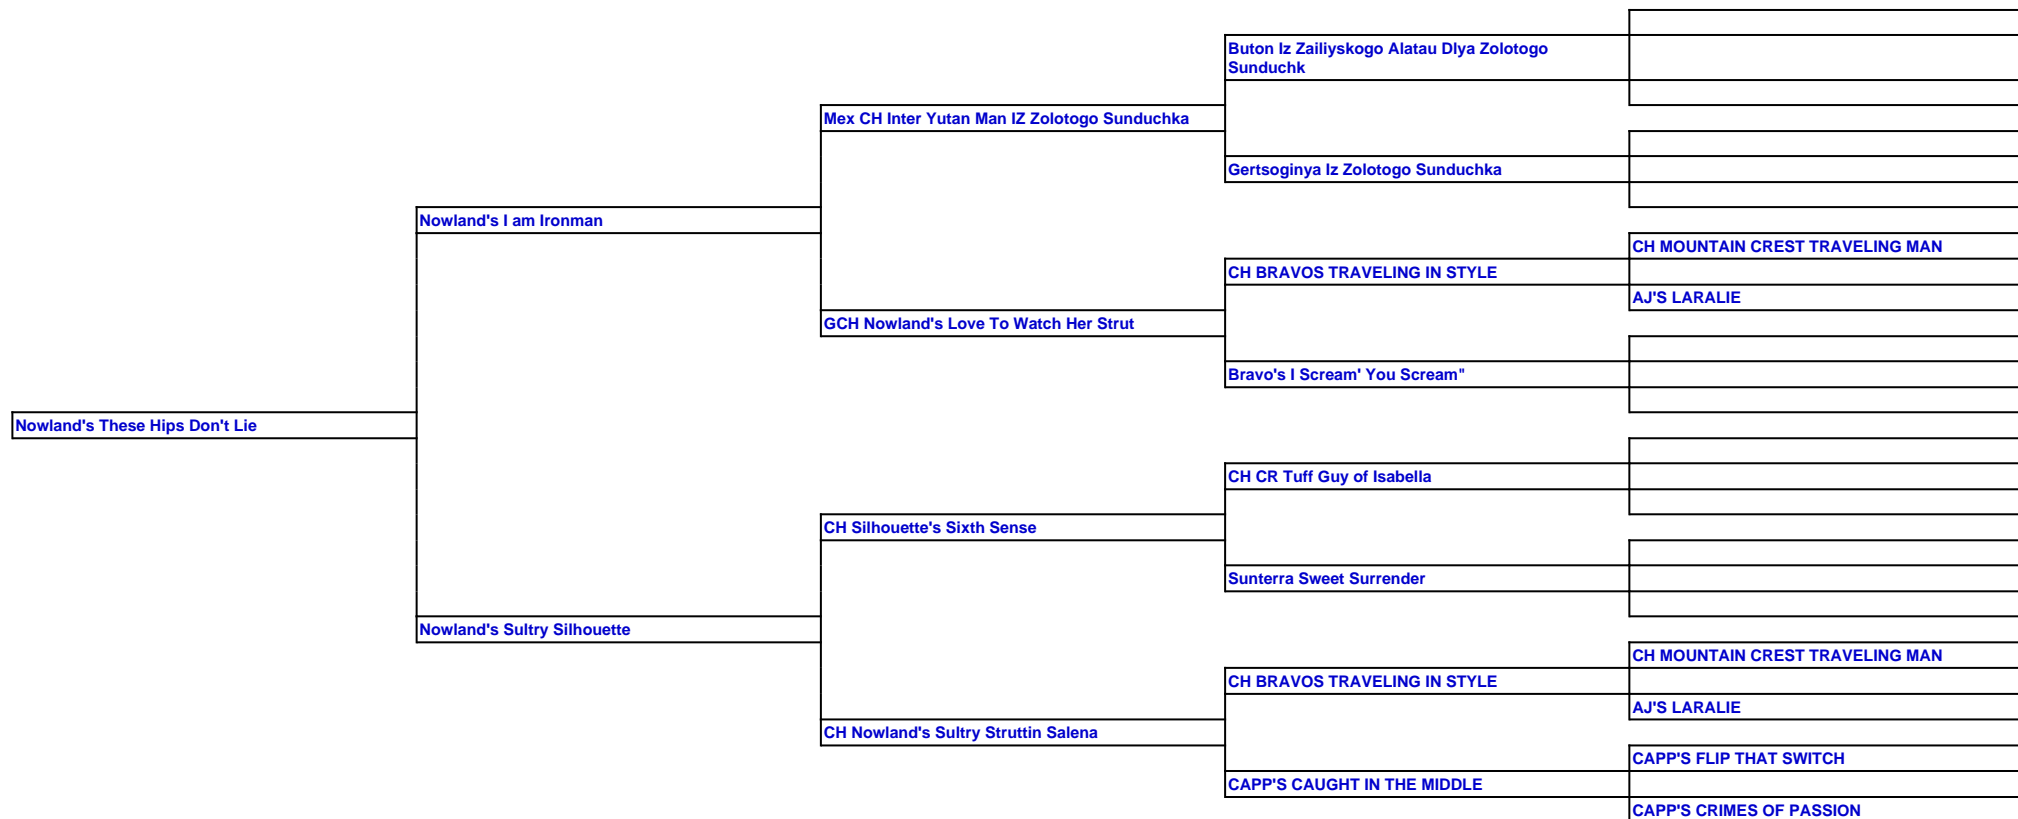 Buton Iz Zailiyskogo Alatau Dlya Zolotogo
Sunduchk
Mex CH Inter Yutan Man IZ Zolotogo Sunduchka
Gertsoginya Iz Zolotogo Sunduchka
Nowland's I am Ironman
CH MOUNTAIN CREST TRAVELING MAN
CH BRAVOS TRAVELING IN STYLE
AJ'S LARALIE
GCH Nowland's Love To Watch Her Strut
Bravo's I Scream' You Scream"
Nowland's These Hips Don't Lie
CH CR Tuff Guy of Isabella
CH Silhouette's Sixth Sense
Sunterra Sweet Surrender
Nowland's Sultry Silhouette
CH MOUNTAIN CREST TRAVELING MAN
CH BRAVOS TRAVELING IN STYLE
AJ'S LARALIE
CH Nowland's Sultry Struttin Salena
CAPP'S FLIP THAT SWITCH
CAPP'S CAUGHT IN THE MIDDLE
CAPP'S CRIMES OF PASSION